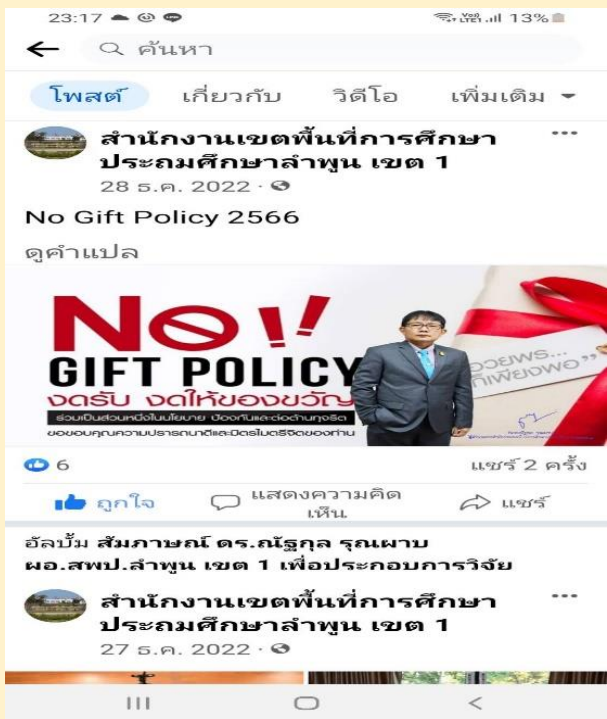 23:17
13%
ค้นหา
โพสต์ เกี่ยวกับ วิดีโอ เพิ่มเติม
สำนักงานเขตพื้นที่การศึกษา
ประถมศึกษาลำพูน เขต 1
28 ธ.ค. 2022
No Gift Policy 2566
ดูคำแปล
NO!!
GIFT POLICY
งดรับ งดให้ของขวัญ
ร่วมเป็นส่วนหนึ่งในนโยบาย ป้องกันและต่อต้านทุจริต
ขอขอบคุณความปรารถนาดีและมิตรไมตรีจิตของท่าน
อวยพร...
ก็เพียงพอ”
6
แชร์ 2 ครั้ง
ถูกใจ
แสดงความคิด
เห็น
แชร์
อัลบั้ม สัมภาษณ์ ดร.ณัฐกุล รุณผาบ
ผอ.สพป.ลำพูน เขต 1 เพื่อประกอบการวิจัย
สำนักงานเขตพื้นที่การศึกษา
ประถมศึกษาลำพูน เขต 1
27 ธ.ค. 2022